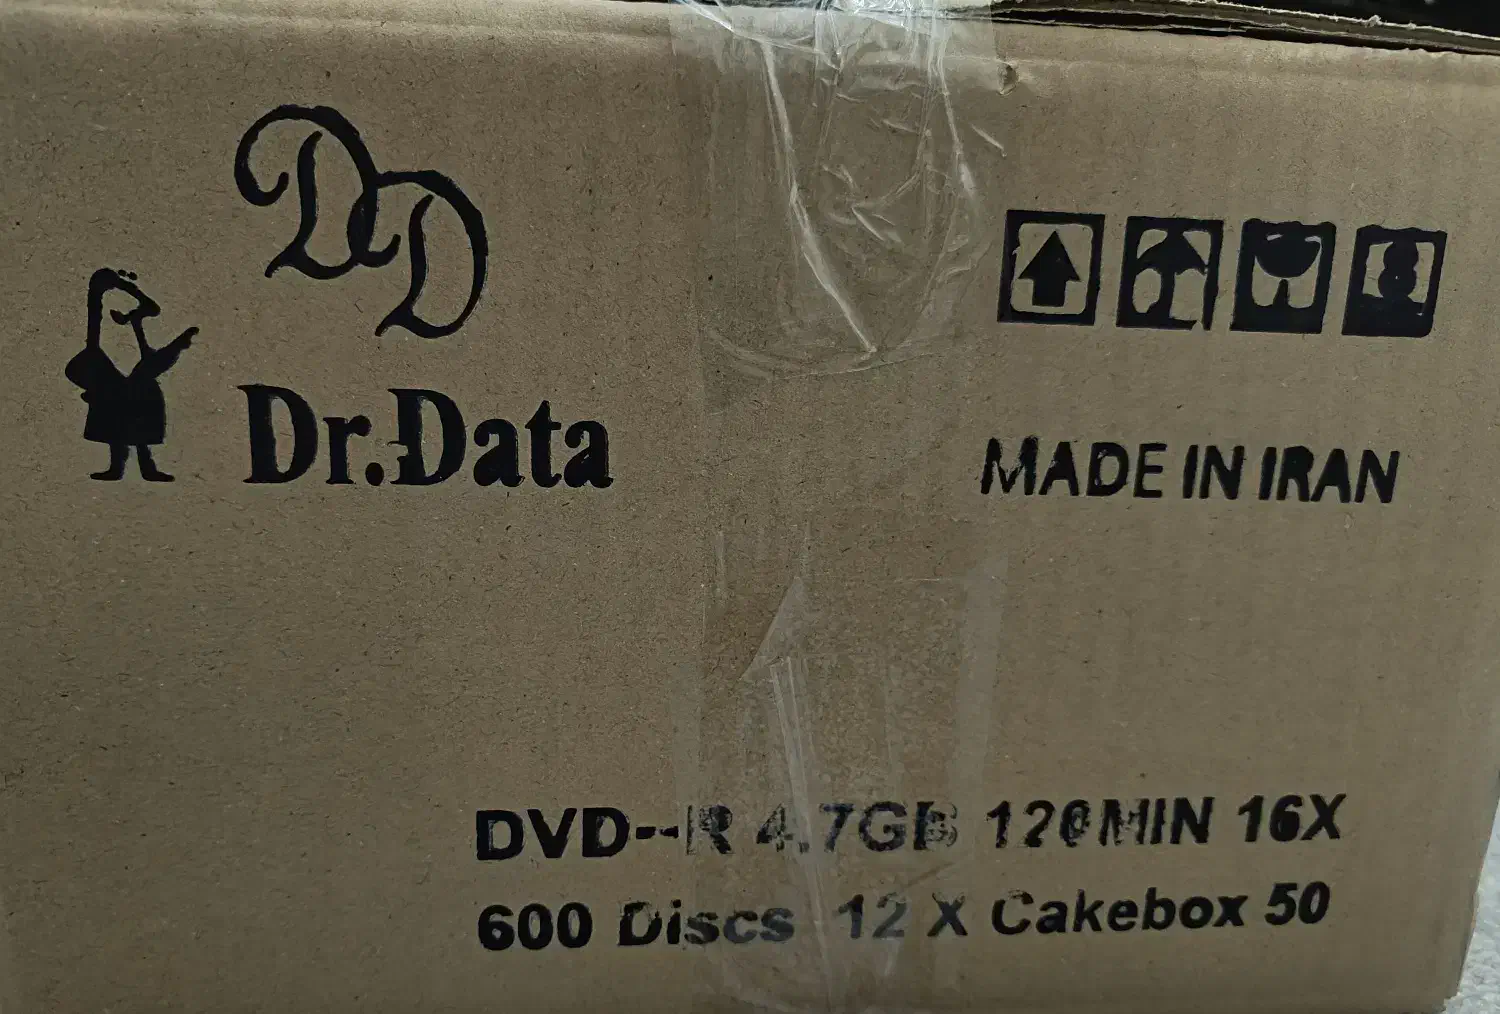 DD
Dr.Data
MADE IN IRAN
DVD--R 4.7GB 120MIN 16X
600 Discs 12 X Cakebox 50